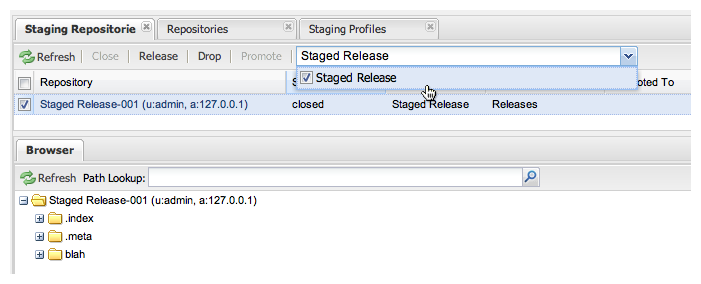 Staging Repositorie Repositories Staging Profiles
Refresh Close Release Drop Promote Staged Release
Staged Release
Repository S oted To
Staged Release-001 (u:admin, a:127.0.0.1) closed Staged Release Releases
Browser
Refresh Path Lookup:
Staged Release-001 (u:admin, a:127.0.0.1)
.index
.meta
blah